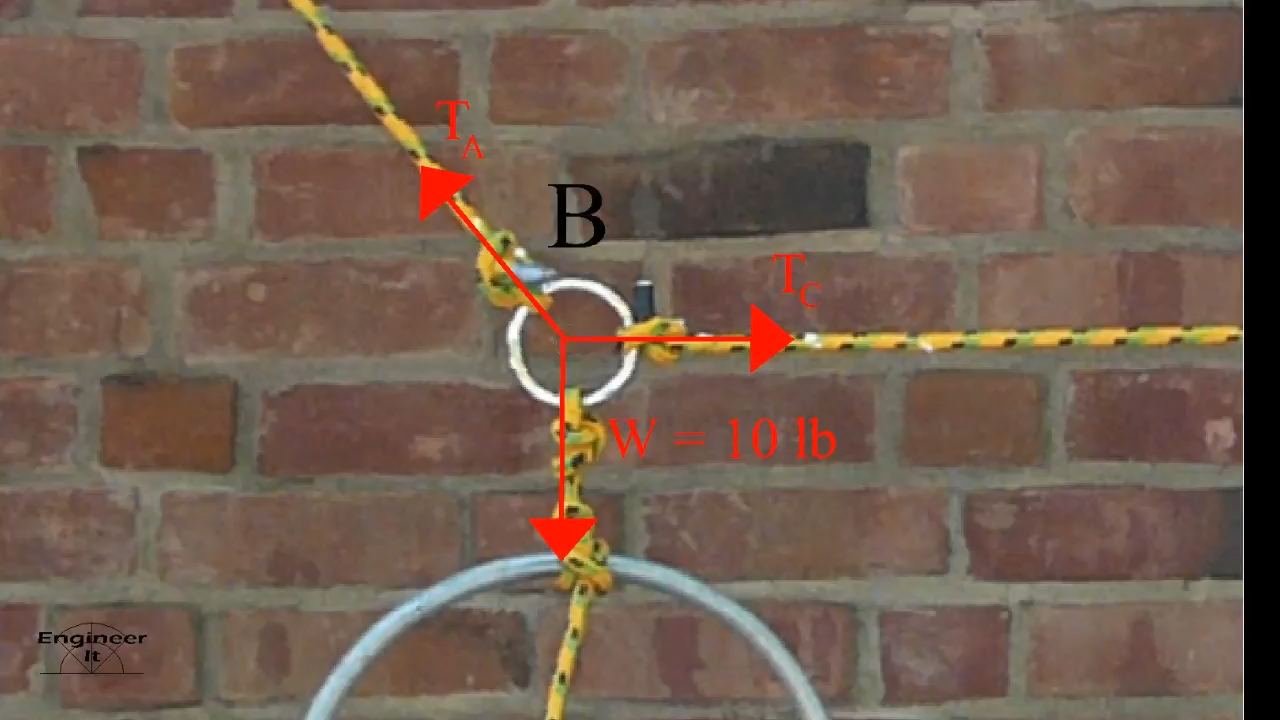 T_A
B
T_C
W = 10 lb
Engineer
It